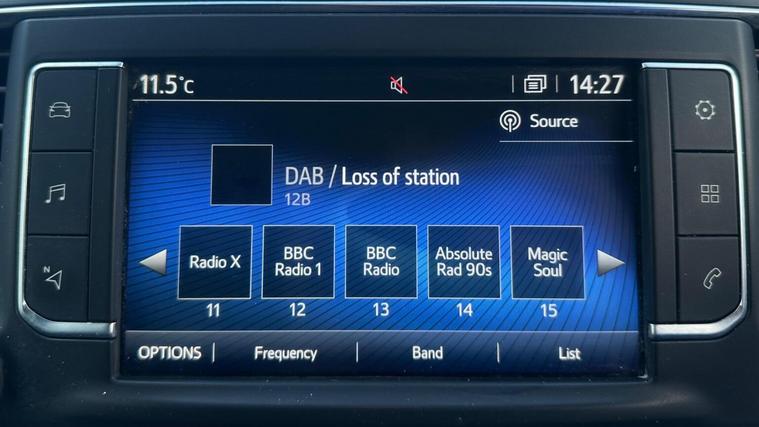 11.5°C
14:27
Source
DAB / Loss of station
12B
Radio X
BBC
Radio 1
BBC
Radio
Absolute
Rad 90s
Magic
Soul
11
12
13
14
15
OPTIONS
Frequency
Band
List
N